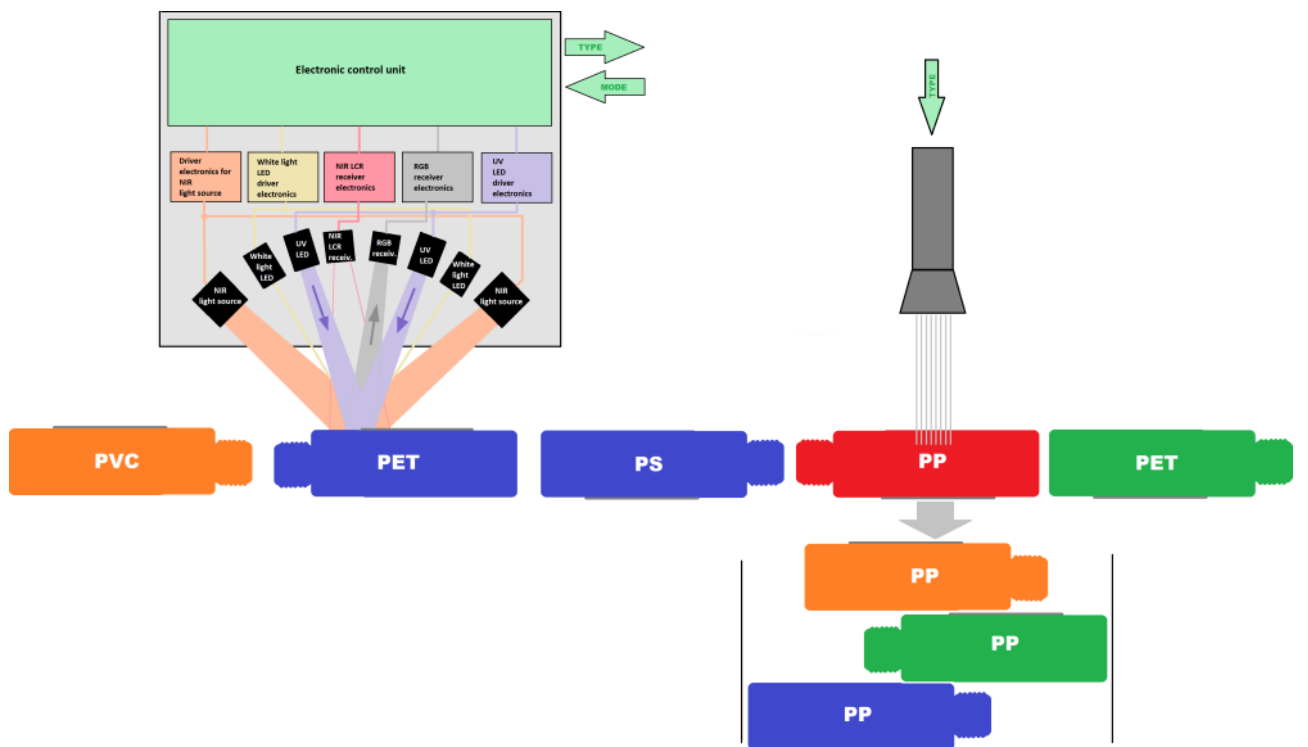 Electronic control unit
TYPE
MODE
TYPE
Driver
electronics for
NIR
light source
White light
LED
driver
electronics
NIR LCR
receiver
electronics
RGB
receiver
electronics
UV
LED
driver
electronics
NIR
light source
White
light
LED
UV
LED
NIR
LCR
receiv.
RGB
receiv.
UV
LED
White
light
LED
NIR
light source
PVC
PET
PS
PP
PET
PP
PP
PP